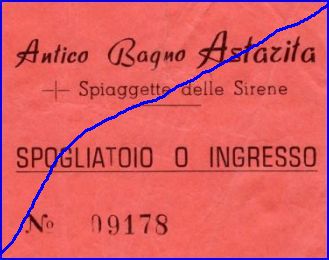 Antico Bagno Astarita
Spiaggette delle Sirene
SPOGLIATOIO O INGRESSO
No 09178